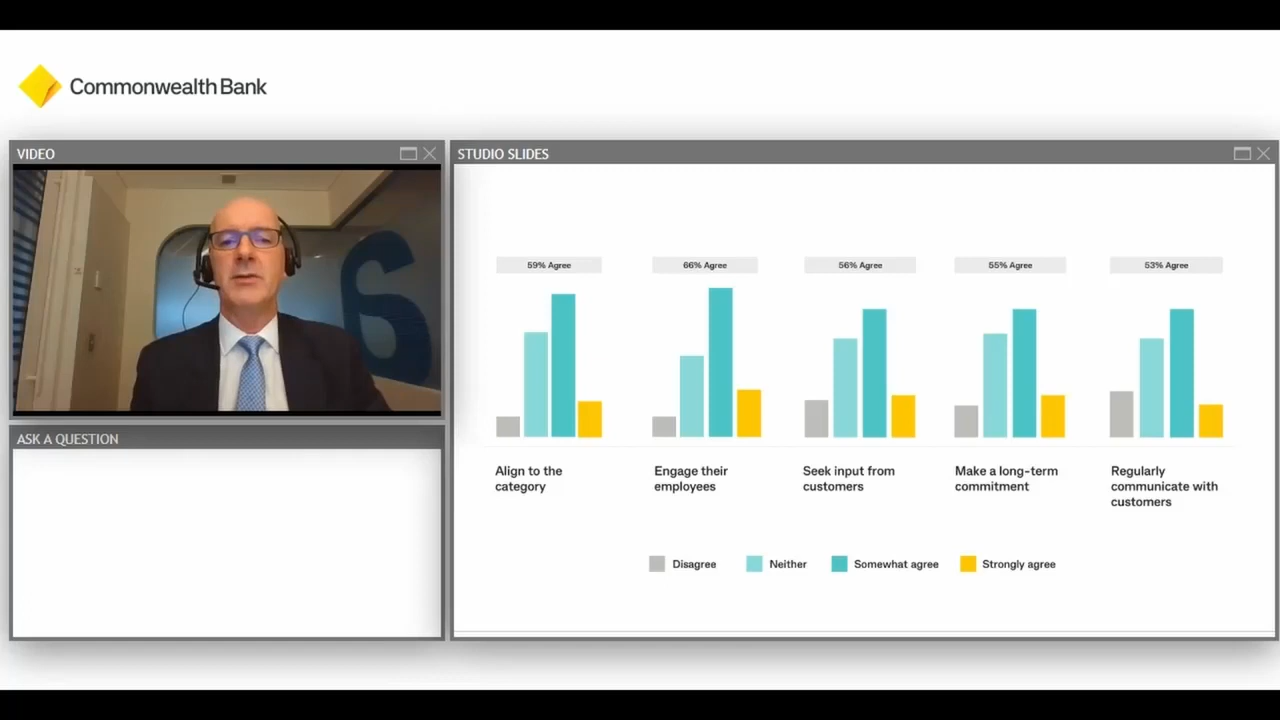 CommonwealthBank
VIDEO
6
ASK A QUESTION
STUDIO SLIDES
59% Agree
66% Agree
56% Agree
55% Agree
53% Agree
Align to the
category
Engage their
employees
Seek input from
customers
Make a long-term
commitment
Regularly
communicate with
customers
Disagree
Neither
Somewhat agree
Strongly agree